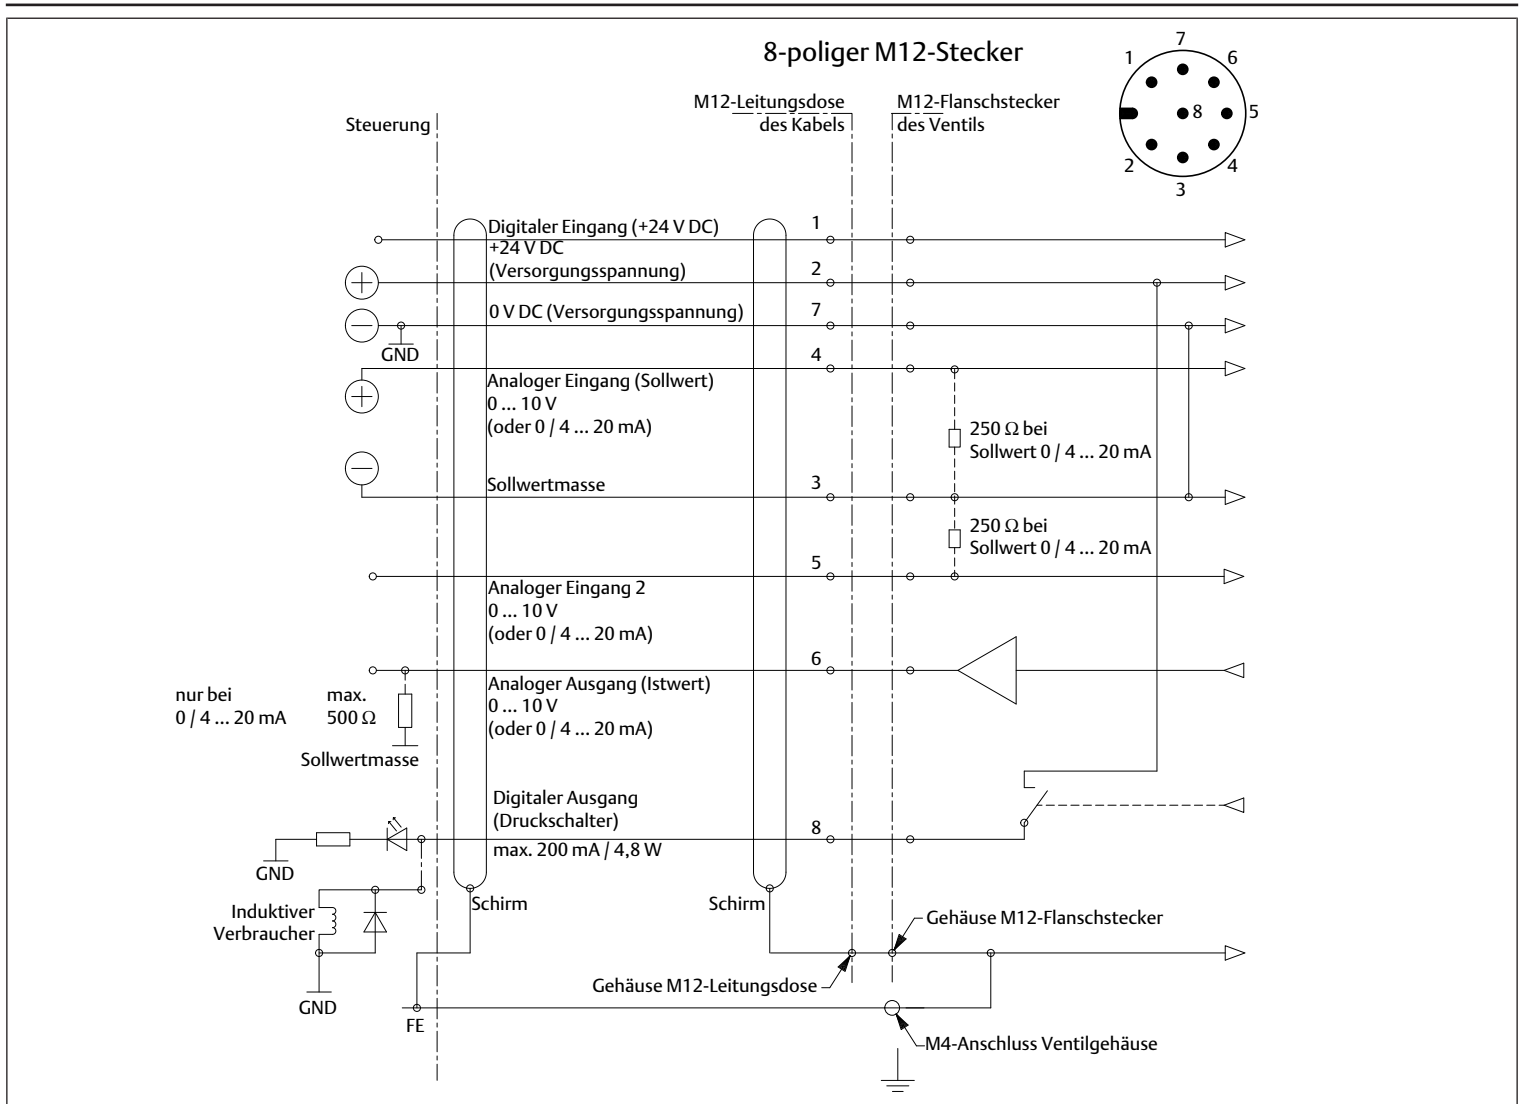 8-poliger M12-Stecker
7
1
6
8
5
2
4
3
M12-Leitungsdose
des Kabels
M12-Flanschstecker
des Ventils
Steuerung
Digitaler Eingang (+24 V DC)
1
+24 V DC
(Versorgungsspannung)
2
0 V DC (Versorgungsspannung)
7
GND
4
Analoger Eingang (Sollwert)
0 ... 10 V
(oder 0 / 4 ... 20 mA)
250 Ω bei
Sollwert 0 / 4 ... 20 mA
Sollwertmasse
3
250 Ω bei
Sollwert 0 / 4 ... 20 mA
5
Analoger Eingang 2
0 ... 10 V
(oder 0 / 4 ... 20 mA)
6
Analoger Ausgang (Istwert)
0 ... 10 V
(oder 0 / 4 ... 20 mA)
nur bei
0 / 4 ... 20 mA
max.
500 Ω
Sollwertmasse
Digitaler Ausgang
(Druckschalter)
8
max. 200 mA / 4,8 W
GND
Induktiver
Verbraucher
GND
Schirm
Schirm
Gehäuse M12-Flanschstecker
Gehäuse M12-Leitungsdose
FE
M4-Anschluss Ventilgehäuse